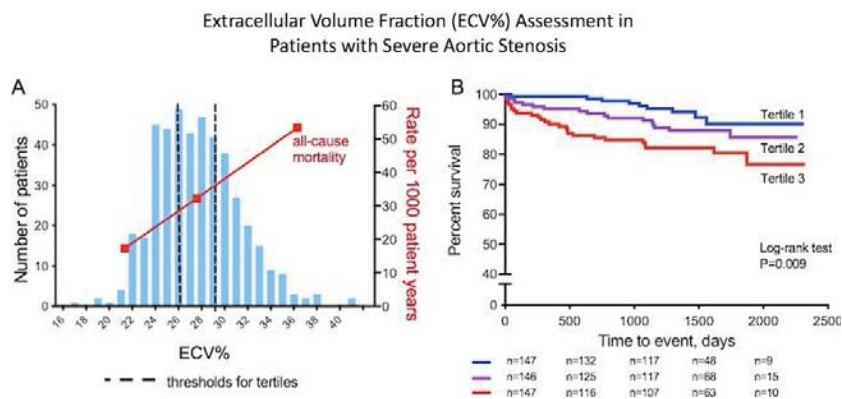 Extracellular Volume Fraction (ECV%) Assessment in
Patients with Severe Aortic Stenosis
A
Number of patients
50
40
30
20
10
0
16 18 20 22 24 26 28 30 32 34 36 38 40
ECV%
all-cause
mortality
60
50
40
30
20
10
0
Rate per 1000 patient years
thresholds for tertiles
B
Percent survival
100
90
80
70
60
50
40
0
Tertile 1
Tertile 2
Tertile 3
Log-rank test
P=0.009
0 500 1000 1500 2000 2500
Time to event, days
n=147 n=132 n=117 n=48 n=9
n=146 n=125 n=117 n=68 n=15
n=147 n=116 n=107 n=63 n=10